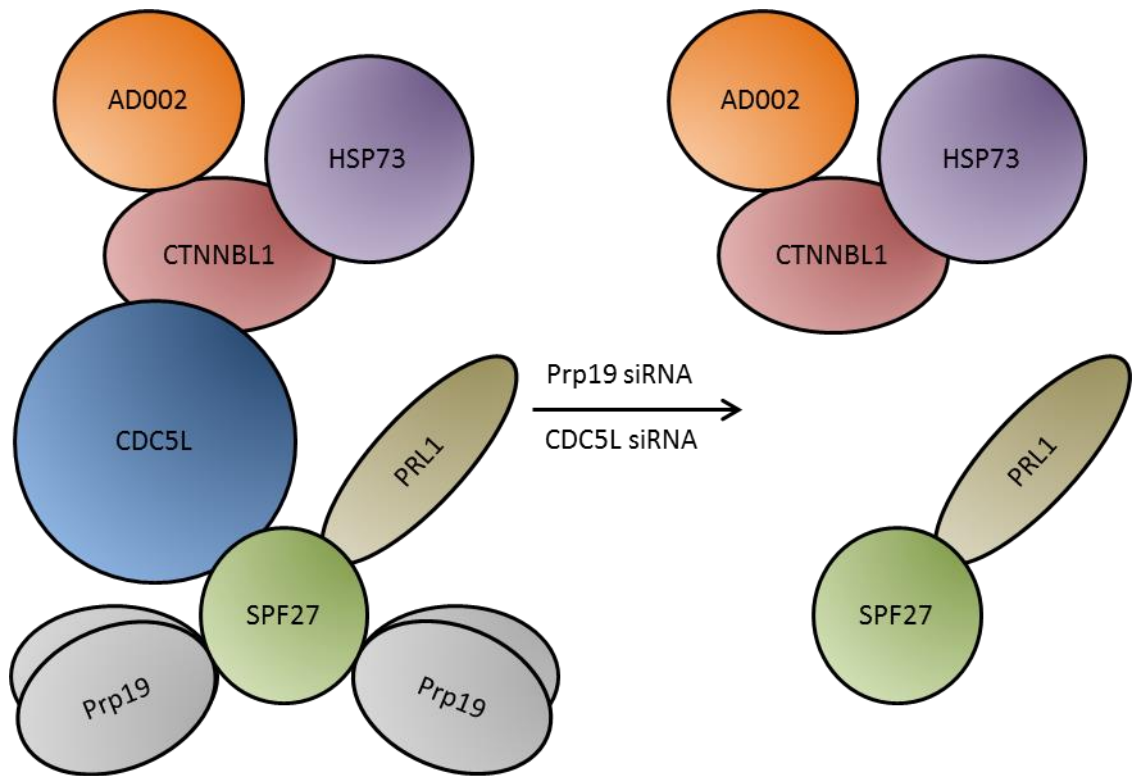 AD002
HSP73
CTNNBL1
CDC5L
PRL1
SPF27
Prp19
Prp19
Prp19 siRNA
CDC5L siRNA
AD002
HSP73
CTNNBL1
PRL1
SPF27